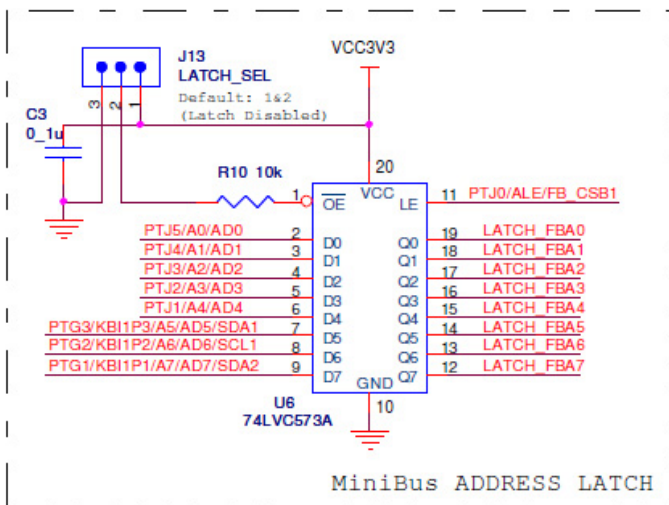 J13
LATCH_SEL
Default: 1&2
(Latch Disabled)
VCC3V3
3
2
1
C3
0_1u
R10 10k
20
1
OE
VCC
LE
11
PTJ0/ALE/FB_CSB1
PTJ5/A0/AD0
2
D0
Q0
19
LATCH_FBA0
PTJ4/A1/AD1
3
D1
Q1
18
LATCH_FBA1
PTJ3/A2/AD2
4
D2
Q2
17
LATCH_FBA2
PTJ2/A3/AD3
5
D3
Q3
16
LATCH_FBA3
PTJ1/A4/AD4
6
D4
Q4
15
LATCH_FBA4
PTG3/KBI1P3/A5/AD5/SDA1
7
D5
Q5
14
LATCH_FBA5
PTG2/KBI1P2/A6/AD6/SCL1
8
D6
Q6
13
LATCH_FBA6
PTG1/KBI1P1/A7/AD7/SDA2
9
D7
Q7
12
LATCH_FBA7
GND
10
U6
74LVC573A
MiniBus ADDRESS LATCH